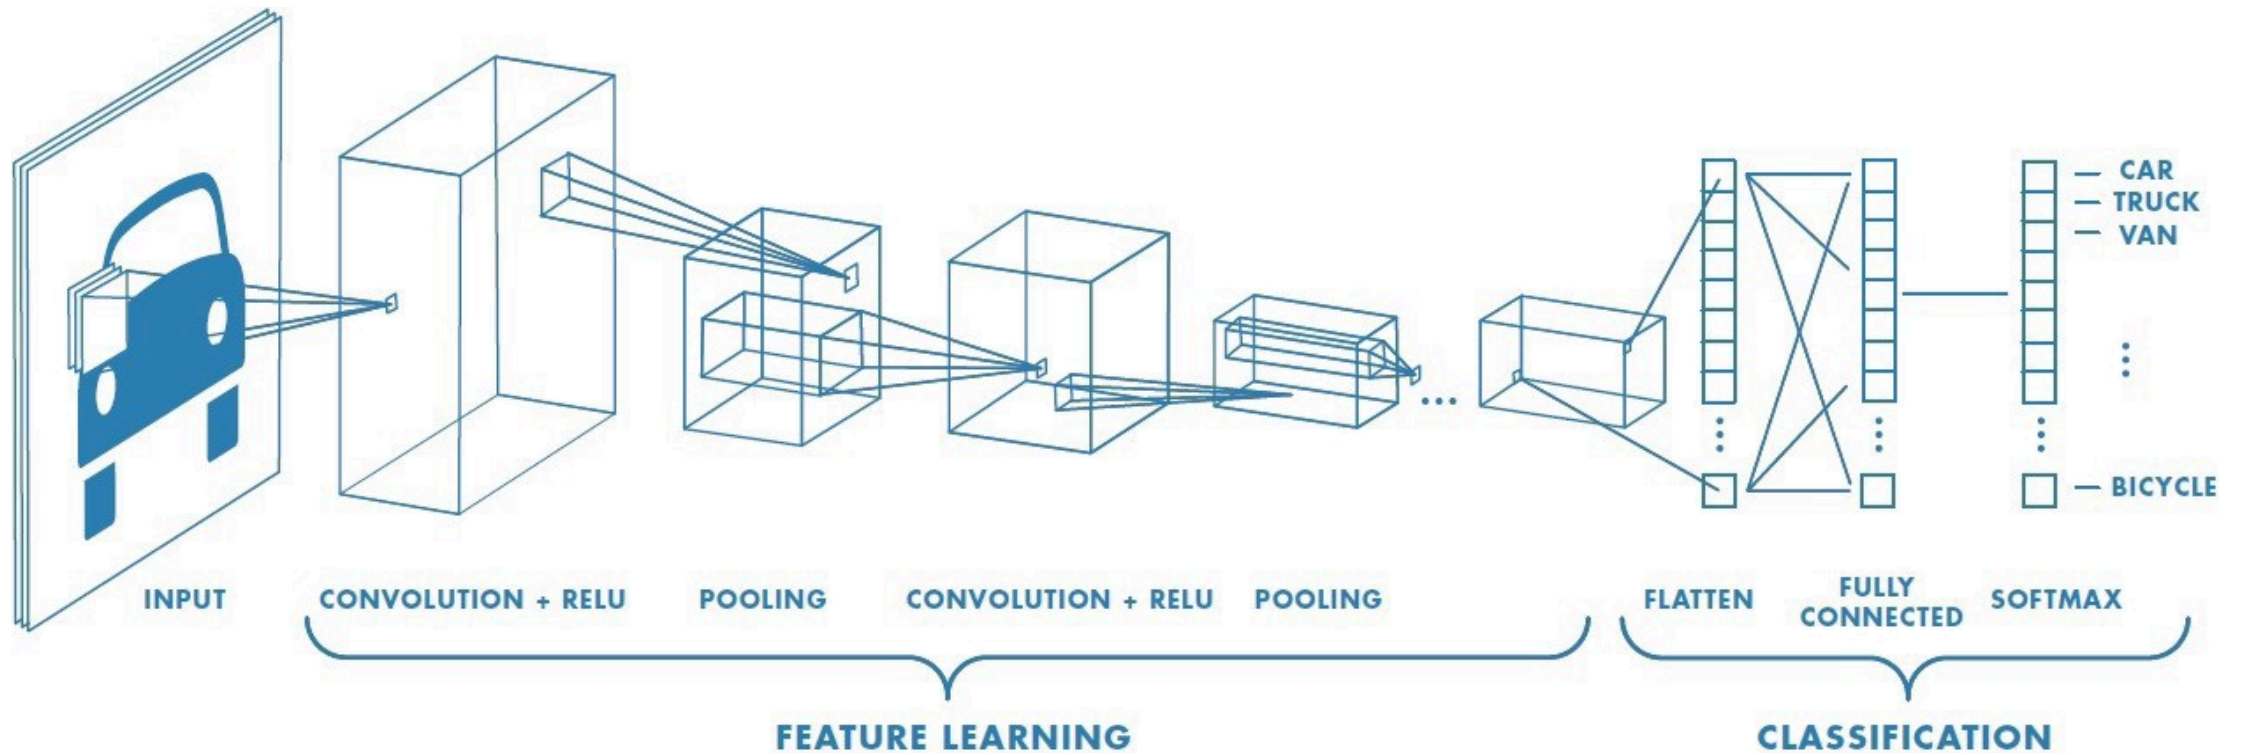 CAR
TRUCK
VAN
BICYCLE
INPUT
CONVOLUTION + RELU
POOLING
CONVOLUTION + RELU
POOLING
FLATTEN
FULLY
CONNECTED
SOFTMAX
FEATURE LEARNING
CLASSIFICATION